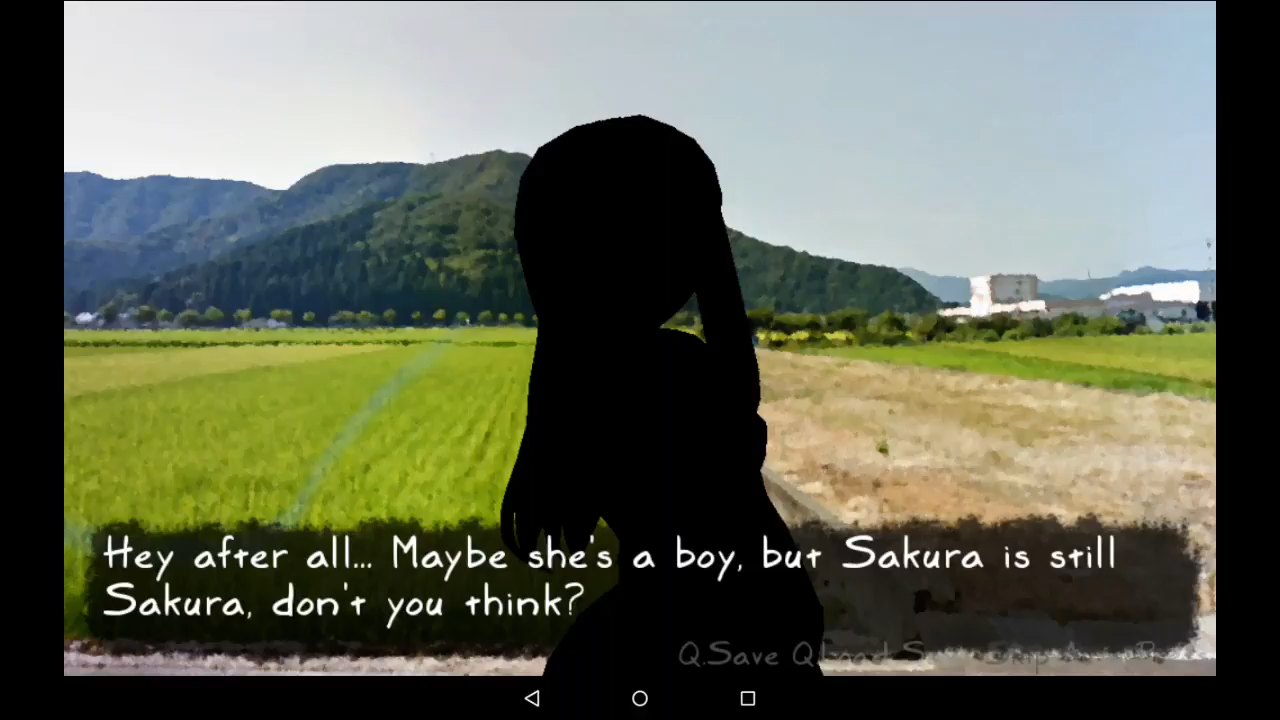 Hey after all... Maybe she's a boy, but Sakura is still
Sakura, don't you think?
Q.Save